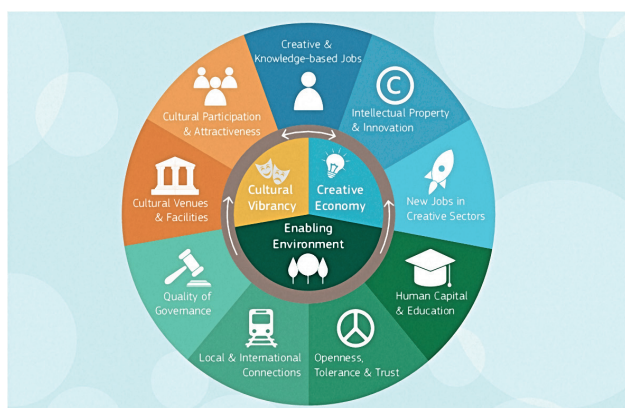 Creative &
Knowledge-based Jobs
C
Intellectual Property
& Innovation
New Jobs in
Creative Sectors
Human Capital
& Education
Openness,
Tolerance & Trust
Local & International
Connections
Quality of
Governance
Cultural Venues
& Facilities
Cultural Participation
& Attractiveness
Cultural
Vibrancy
Creative
Economy
Enabling
Environment